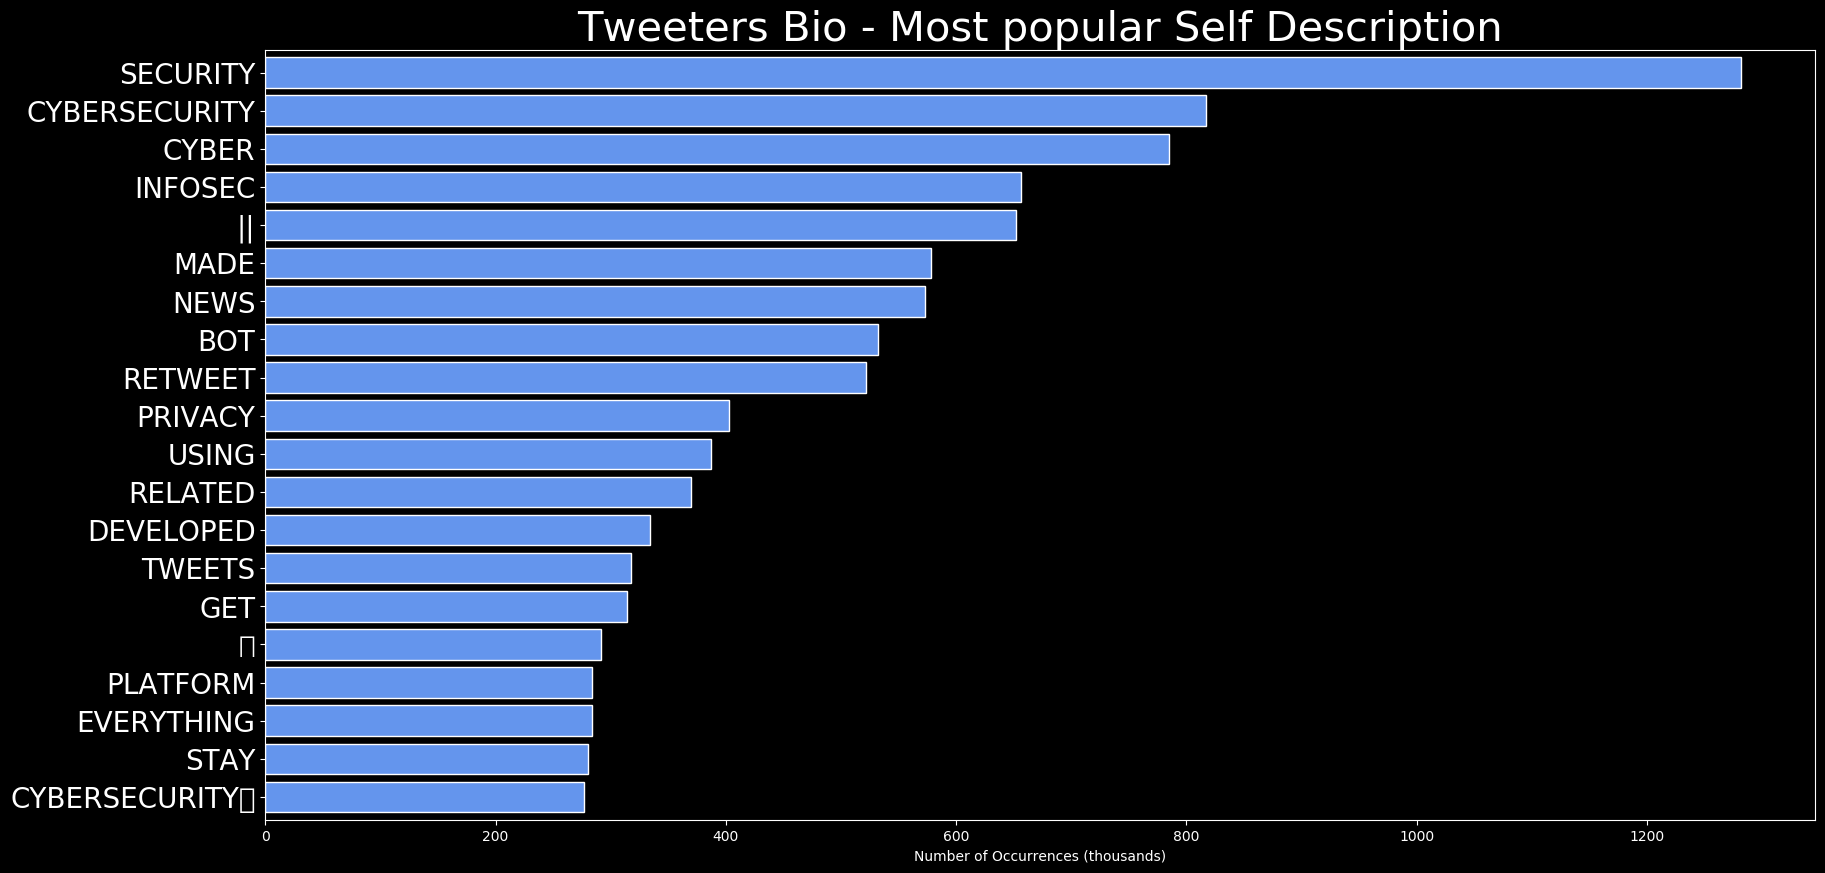 Tweeters Bio - Most popular Self Description
SECURITY
CYBERSECURITY
CYBER
INFOSEC
||
MADE
NEWS
BOT
RETWEET
PRIVACY
USING
RELATED
DEVELOPED
TWEETS
GET
▯
PLATFORM
EVERYTHING
STAY
CYBERSECURITY▯
0 200 400 600 800 1000 1200
Number of Occurrences (thousands)